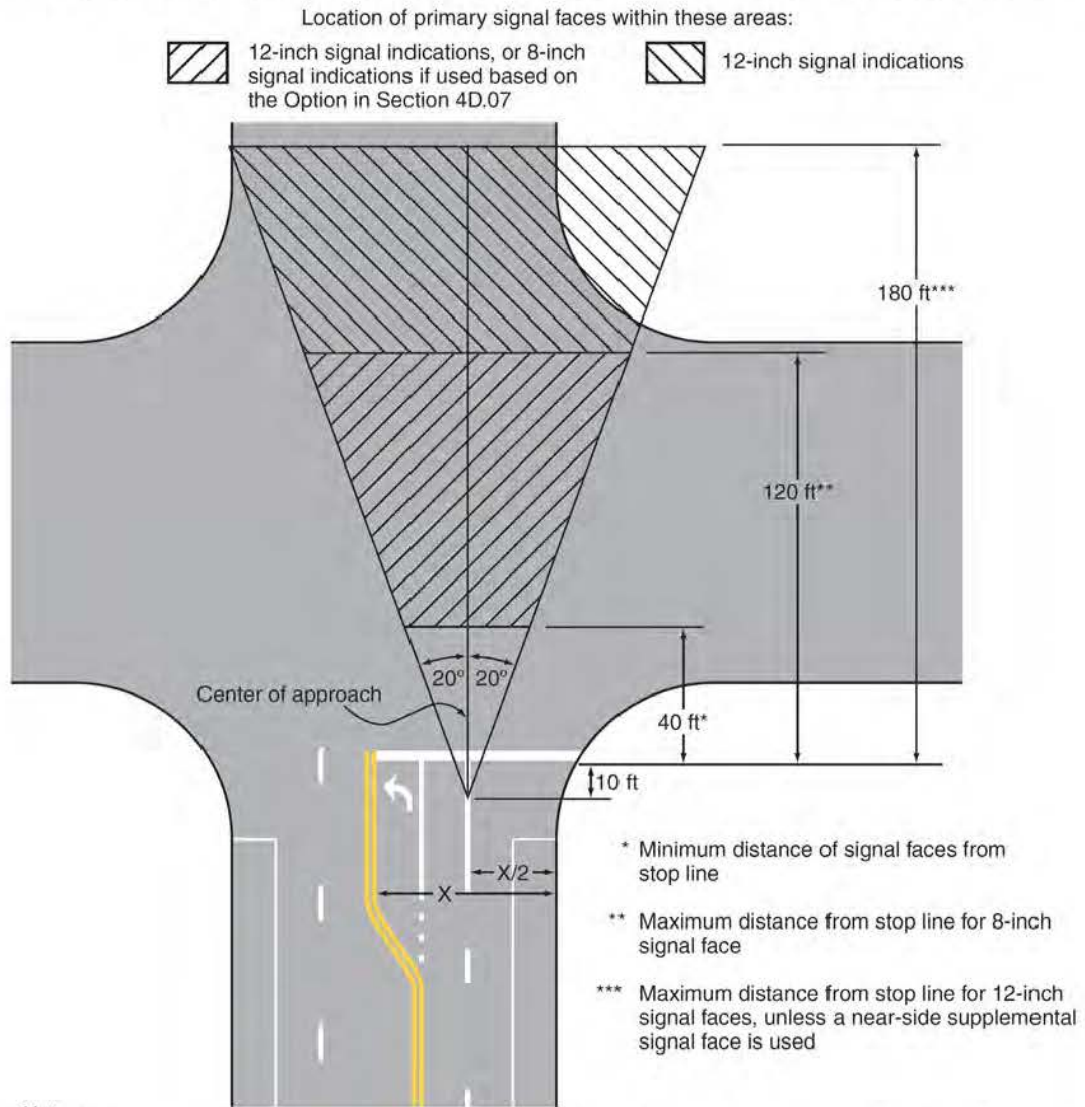 Location of primary signal faces within these areas:
12-inch signal indications, or 8-inch
signal indications if used based on
the Option in Section 4D.07
12-inch signal indications
180 ft***
120 ft**
20º 20º
Center of approach
40 ft*
10 ft
X/2
X
* Minimum distance of signal faces from
stop line
** Maximum distance from stop line for 8-inch
signal face
*** Maximum distance from stop line for 12-inch
signal faces, unless a near-side supplemental
signal face is used